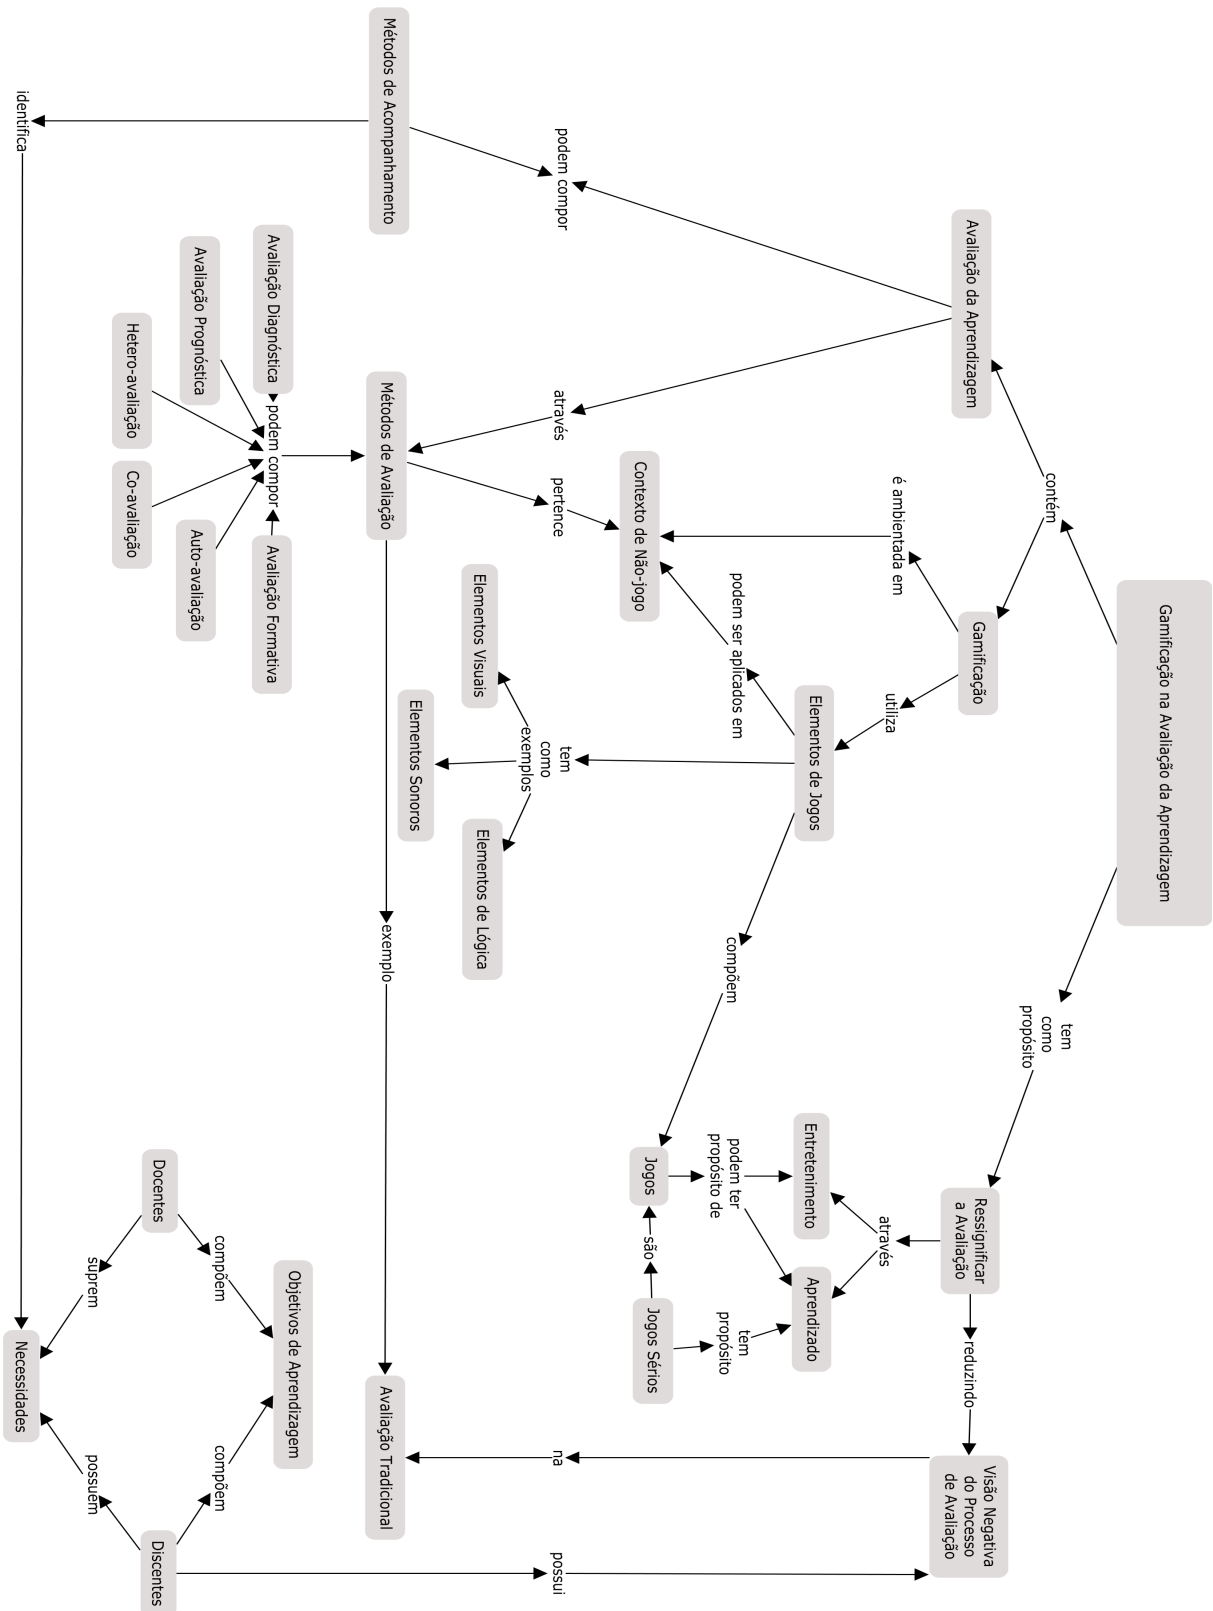 Gamificação na Avaliação da Aprendizagem
contém
tem
como
propósito
Avaliação da Aprendizagem
Gamificação
Ressignificar
a Avaliação
reduzindo
Visão Negativa
do Processo
de Avaliação
é ambientada em
utiliza
através
Elementos de Jogos
Entretenimento
Aprendizado
podem ser aplicados em
compõem
podem ter
propósito de
tem
propósito
Contexto de Não-jogo
Jogos
são
Jogos Sérios
podem compor
através
pertence
tem
como
exemplos
na
possui
Elementos Visuais
Elementos Sonoros
Elementos de Lógica
Métodos de Acompanhamento
Métodos de Avaliação
exemplo
Avaliação Tradicional
Avaliação Diagnóstica
podem compor
Avaliação Formativa
Avaliação Prognóstica
Auto-avaliação
Hetero-avaliação
Co-avaliação
Objetivos de Aprendizagem
compõem
compõem
Docentes
Discentes
suprem
possuem
identifica
Necessidades